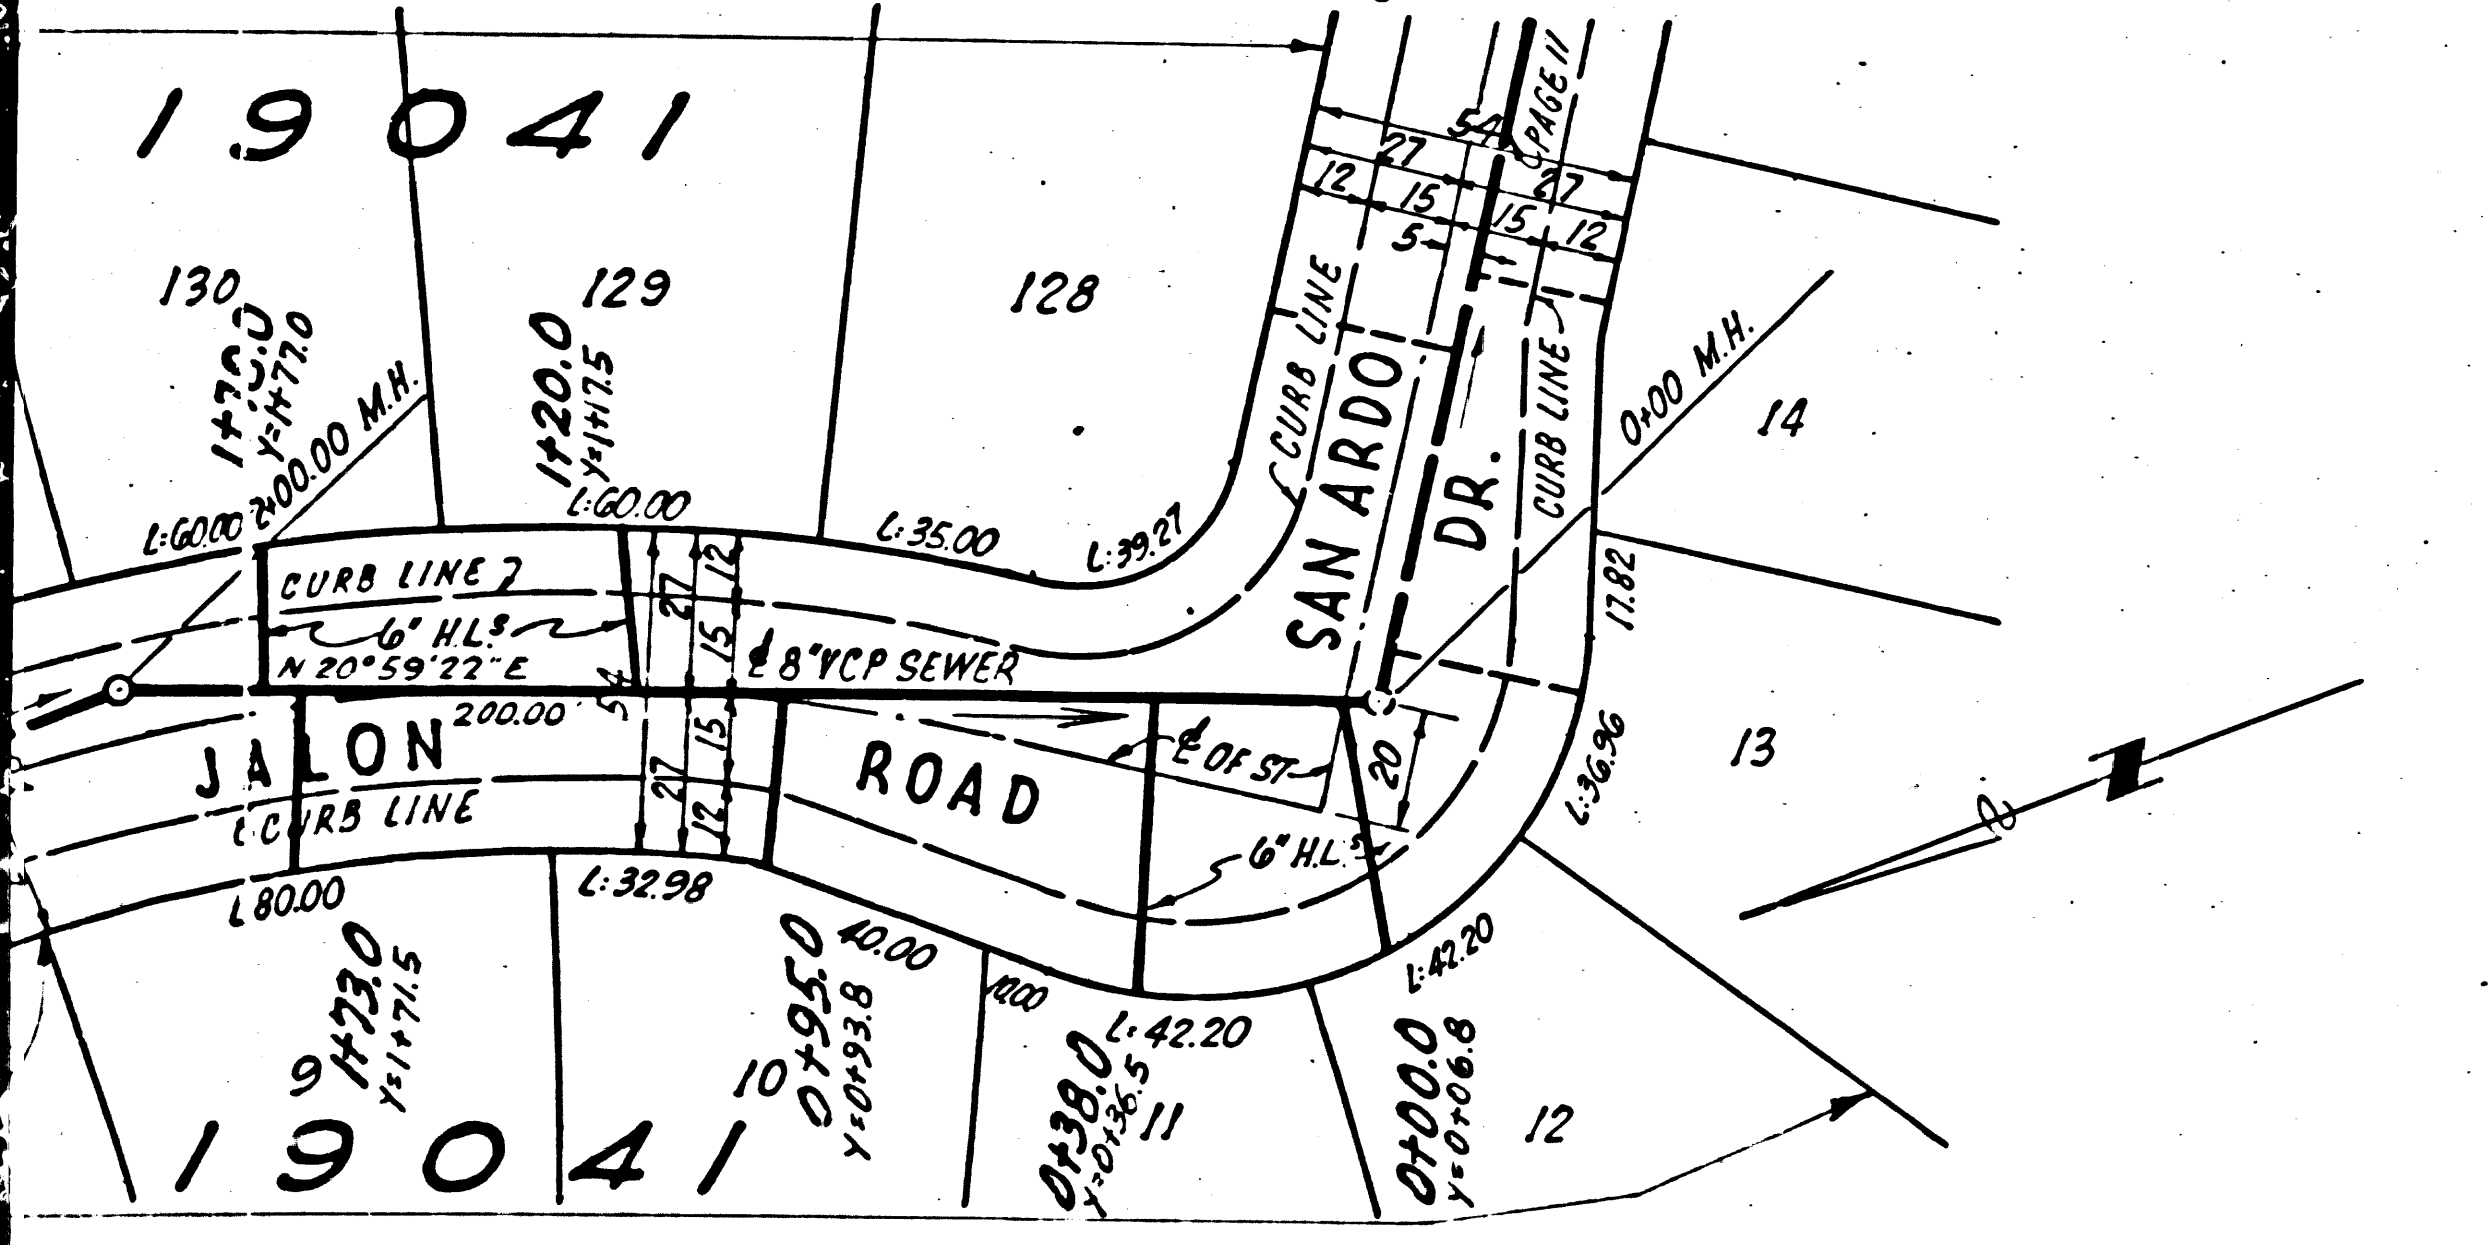 19041
130
129
128
Y=1+77.0
2+00.00 M.H.
1+20.0
Y=1+17.5
L:60.00
L:60.00
L:35.00
L:39.27
CURB LINE
6" H.L.S
N 20°59'22" E
200.00
54
27
12
15
15
27
12
℄ 8" VCP SEWER
JALON ROAD
CURB LINE
℄ OF ST
20
6" H.L.S
L 80.00
L:32.98
40.00
10.00
L:42.20
L:42.20
L:36.96
17.82
54
27
27
12
15
15
12
5
PAGE 11
CURB LINE
SAN ARDO DR.
CURB LINE
0+00 M.H.
14
13
N
9
1+73.0
Y=1+71.5
10
0+95.0
Y=0+93.8
0+38.0
Y=0+36.5
11
0+00.0
Y=0+06.8
12
19041